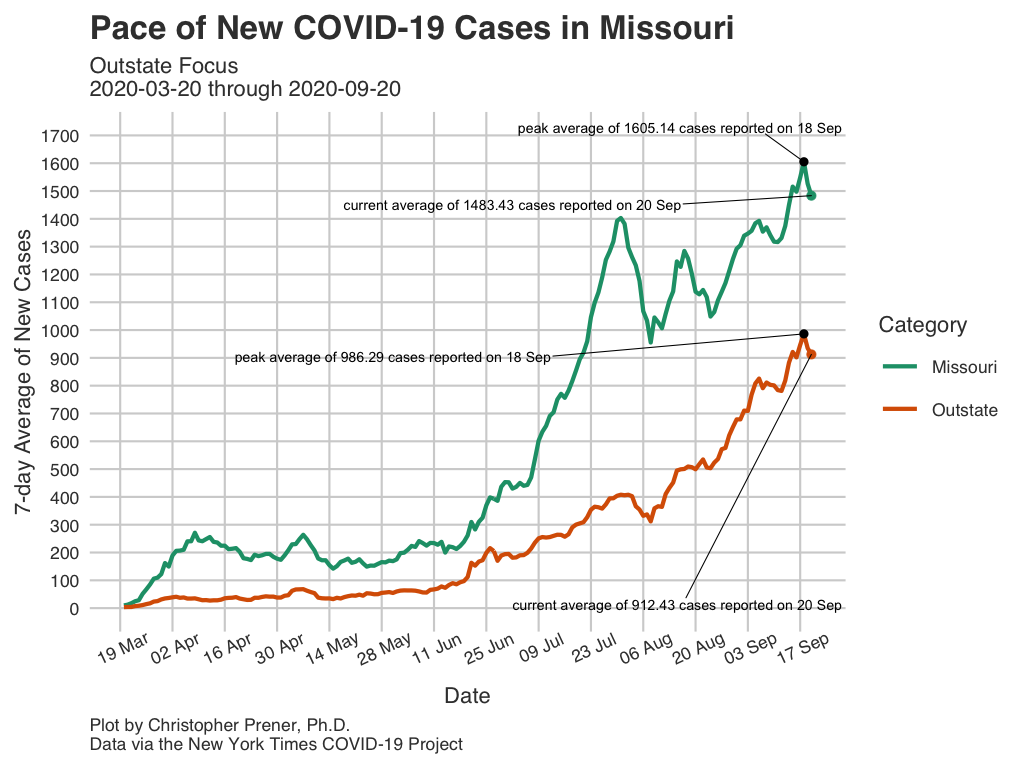 Pace of New COVID-19 Cases in Missouri
Outstate Focus
2020-03-20 through 2020-09-20
7-day Average of New Cases
1700
1600
1500
1400
1300
1200
1100
1000
900
800
700
600
500
400
300
200
100
0
peak average of 1605.14 cases reported on 18 Sep
current average of 1483.43 cases reported on 20 Sep
peak average of 986.29 cases reported on 18 Sep
current average of 912.43 cases reported on 20 Sep
19 Mar
02 Apr
16 Apr
30 Apr
14 May
28 May
11 Jun
25 Jun
09 Jul
23 Jul
06 Aug
20 Aug
03 Sep
17 Sep
Date
Category
Missouri
Outstate
Plot by Christopher Prener, Ph.D.
Data via the New York Times COVID-19 Project